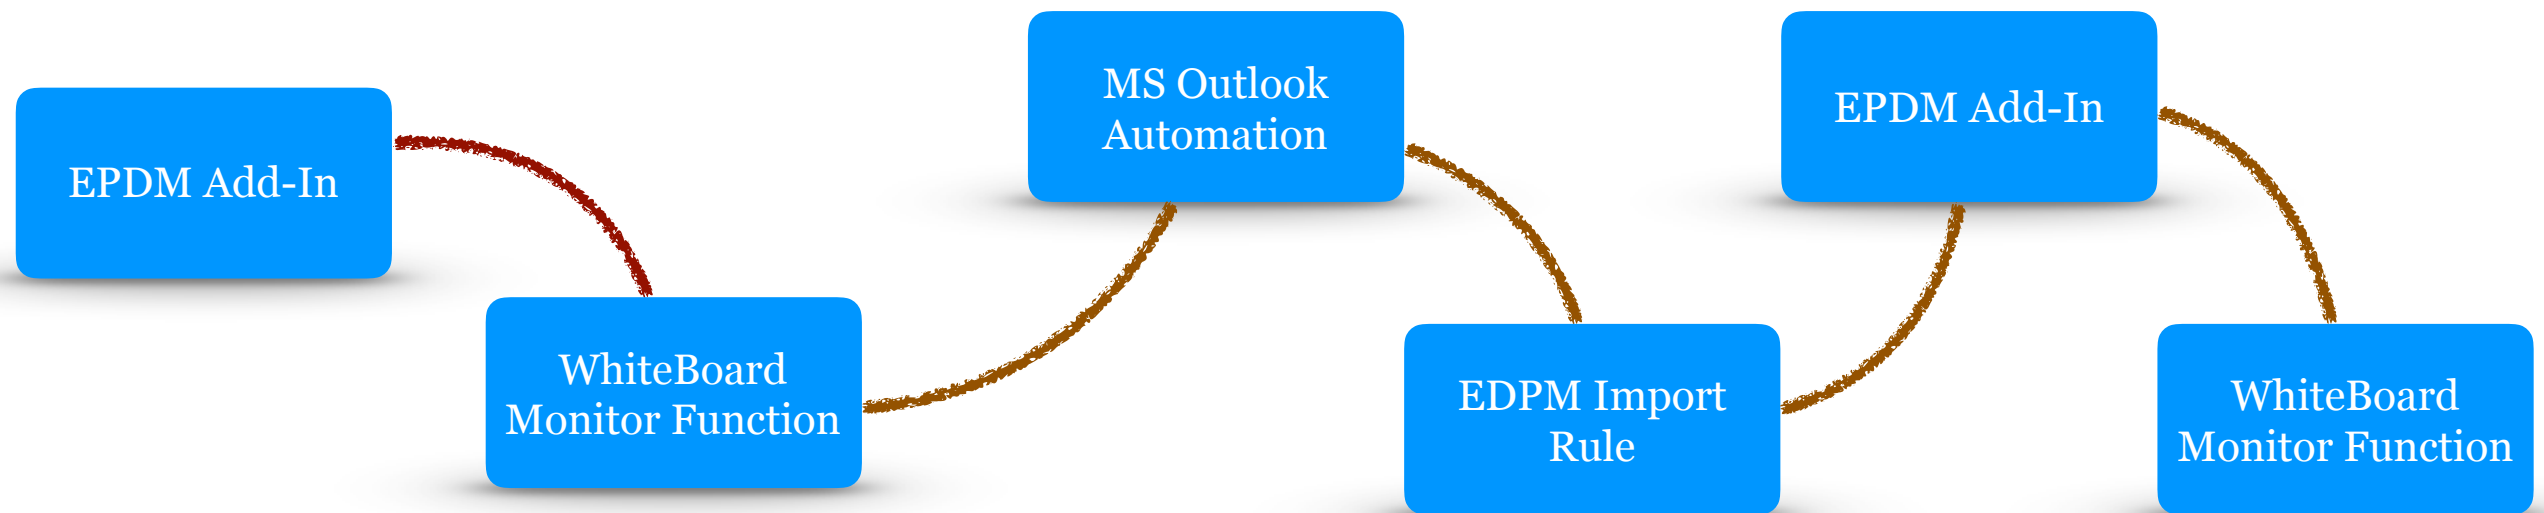 EPDM Add-In
WhiteBoard
Monitor Function
MS Outlook
Automation
EDPM Import
Rule
EPDM Add-In
WhiteBoard
Monitor Function